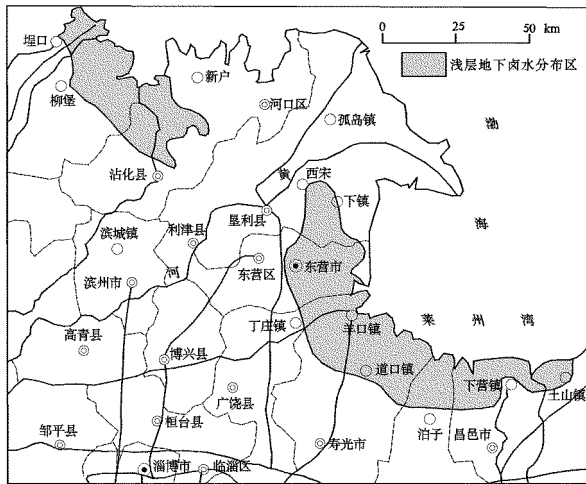 0 25 50 km
浅层地下卤水分布区
埕口
柳堡
新户
河口区
孤岛镇
渤
海
沾化县
黄
河
西宋
下镇
垦利县
利津县
滨城镇
滨州市
东营区
东营市
莱州湾
丁庄镇
羊口镇
高青县
博兴县
道口镇
下营镇
土山镇
广饶县
桓台县
泊子
昌邑市
邹平县
寿光市
淄博市
临淄区